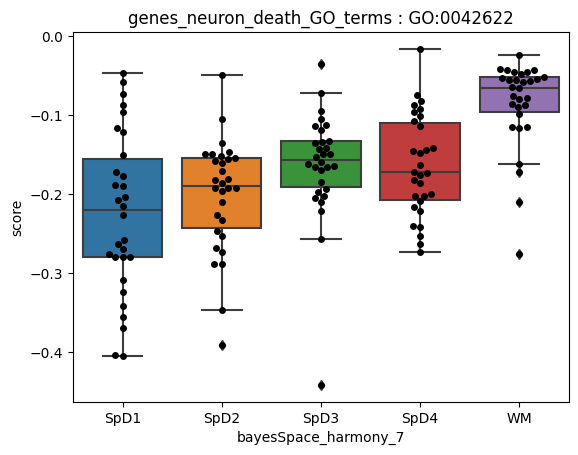 genes_neuron_death_GO_terms : GO:0042622
score
0.0
−0.1
−0.2
−0.3
−0.4
SpD1 SpD2 SpD3 SpD4 WM
bayesSpace_harmony_7